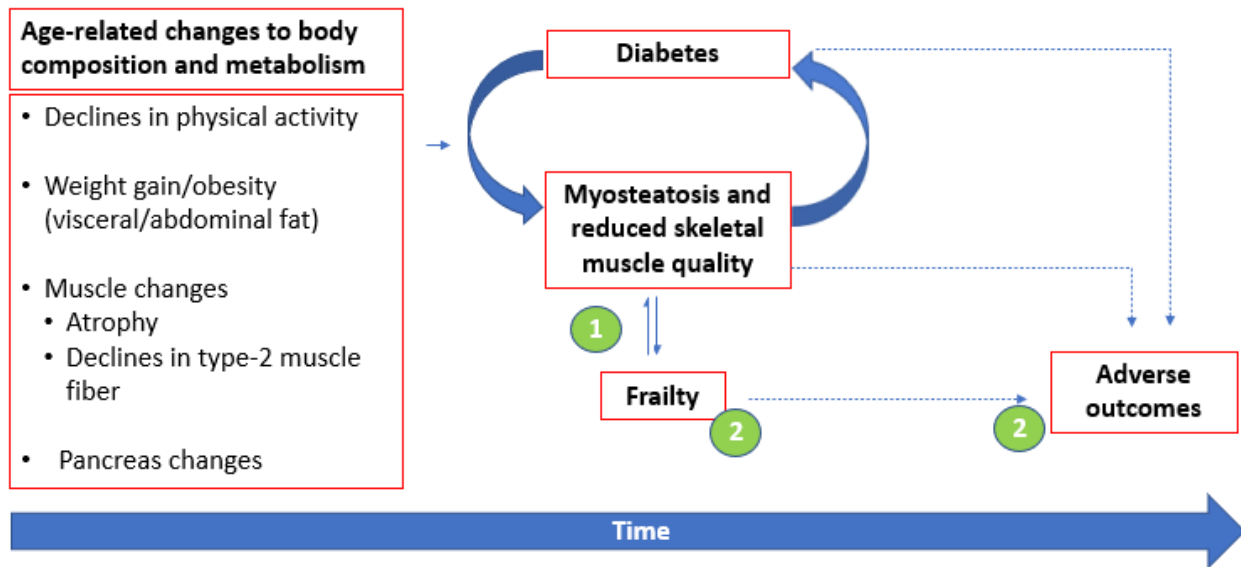 Age-related changes to body
composition and metabolism
• Declines in physical activity
• Weight gain/obesity
(visceral/abdominal fat)
• Muscle changes
• Atrophy
• Declines in type-2 muscle
fiber
• Pancreas changes
Diabetes
Myosteatosis and
reduced skeletal
muscle quality
1
Frailty
2
2
Adverse
outcomes
Time